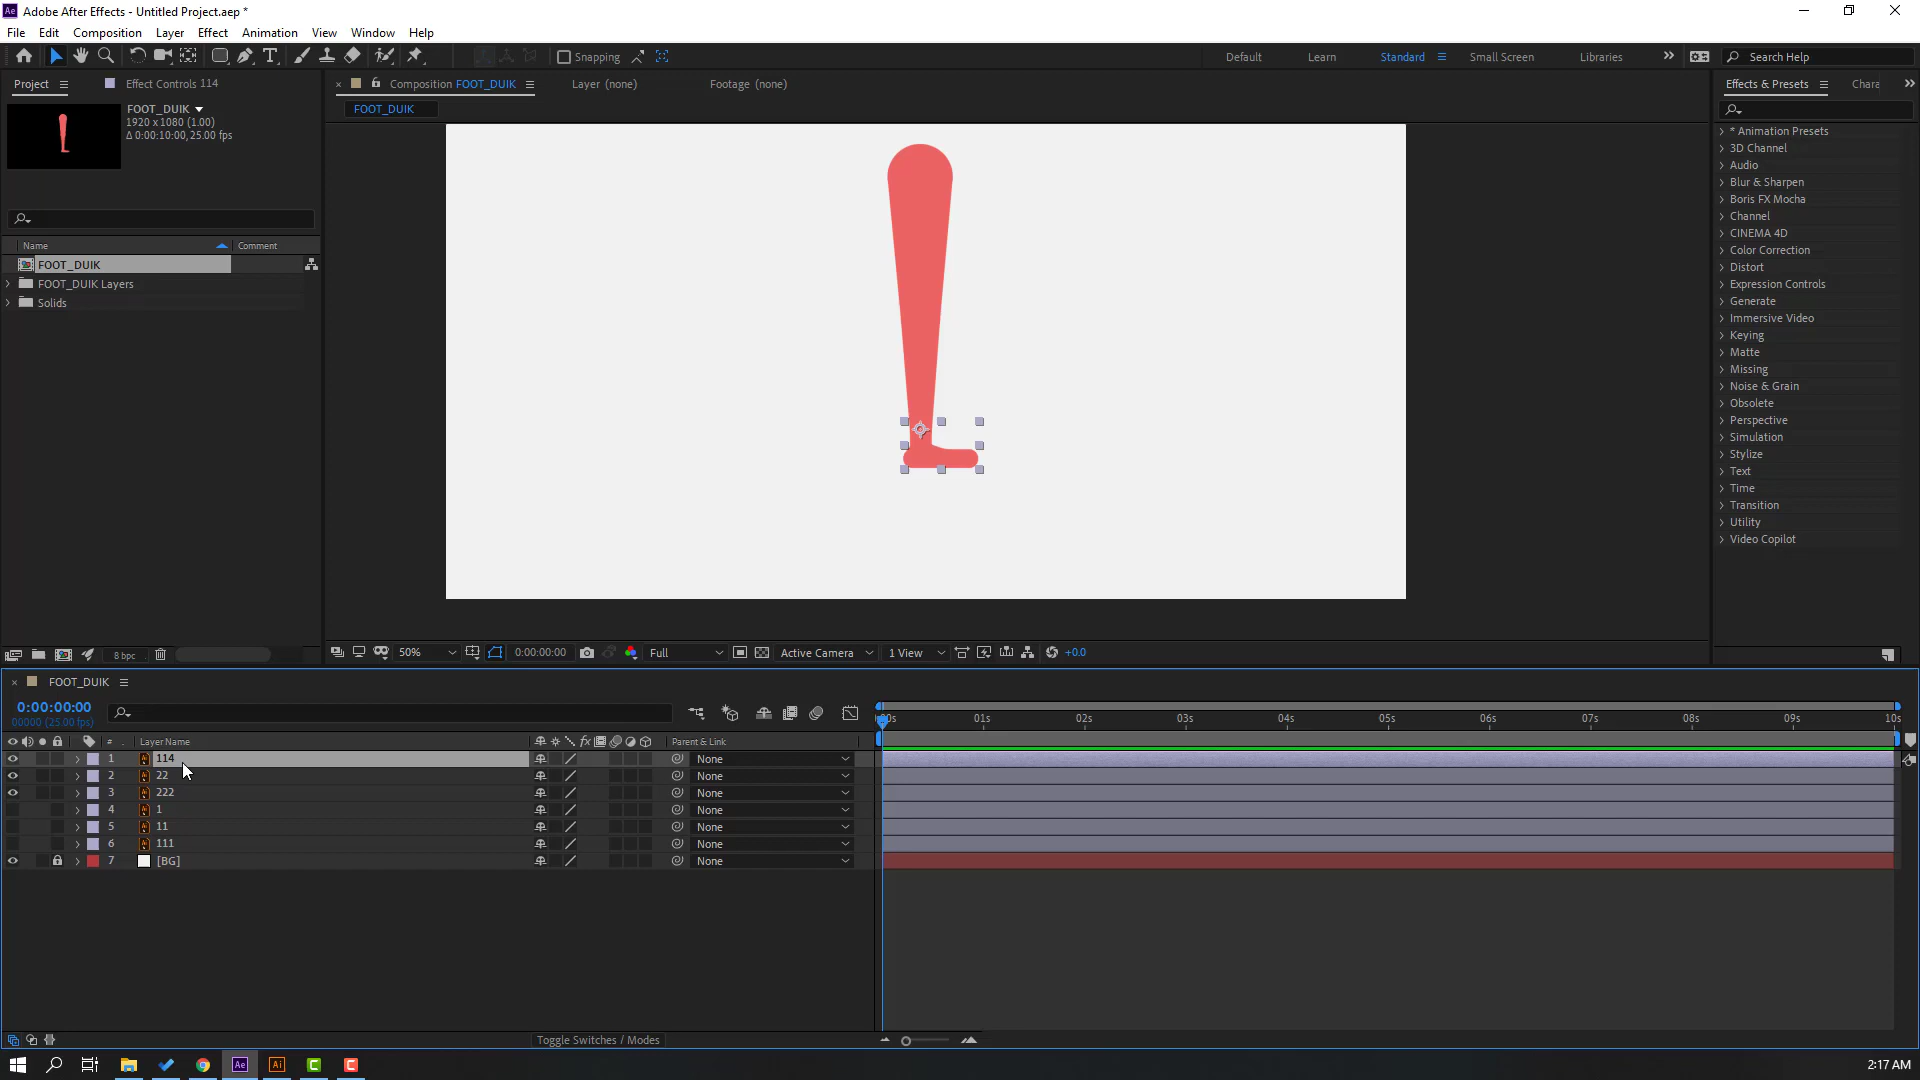 Adobe After Effects - Untitled Project.aep *
File Edit Composition Layer Effect Animation View Window Help
Snapping
Default Learn Standard Small Screen Libraries
Search Help
Project
Effect Controls 114
Composition FOOT_DUIK
Layer (none)
Footage (none)
Effects & Presets
Chara
FOOT_DUIK
1920 x 1080 (1.00)
Δ 0:00:10:00, 25.00 fps
FOOT_DUIK
Name Comment
FOOT_DUIK
FOOT_DUIK Layers
Solids
* Animation Presets
3D Channel
Audio
Blur & Sharpen
Boris FX Mocha
Channel
CINEMA 4D
Color Correction
Distort
Expression Controls
Generate
Immersive Video
Keying
Matte
Missing
Noise & Grain
Obsolete
Perspective
Simulation
Stylize
Text
Time
Transition
Utility
Video Copilot
8 bpc
50% 0:00:00:00 Full Active Camera 1 View +0.0
FOOT_DUIK
0:00:00:00
00000 (25.00 fps)
:00s 01s 02s 03s 04s 05s 06s 07s 08s 09s 10s
# . Layer Name Parent & Link
1 114 None
2 22 None
3 222 None
4 1 None
5 11 None
6 111 None
7 [BG] None
Toggle Switches / Modes
2:17 AM